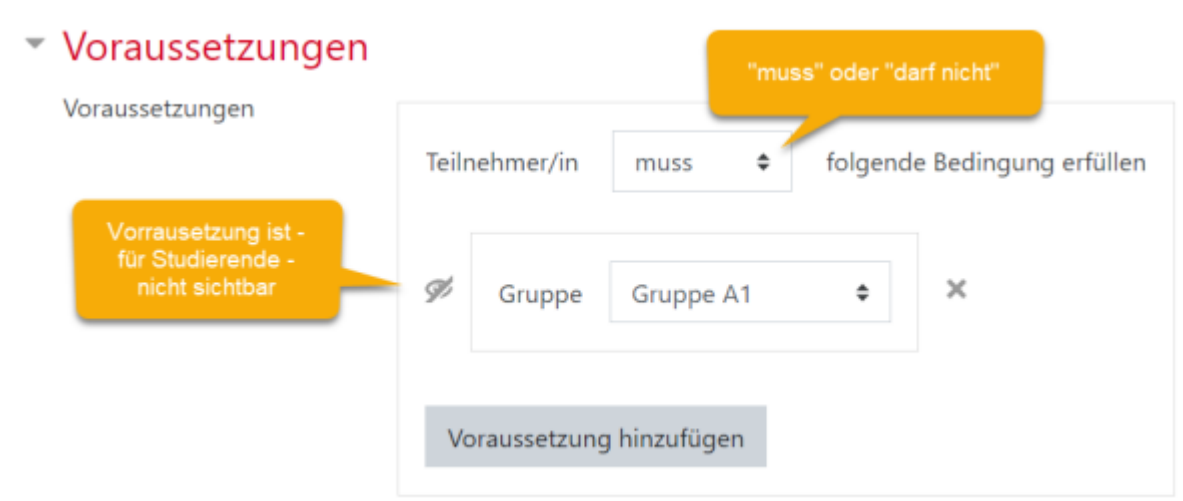 Voraussetzungen
"muss" oder "darf nicht"
Voraussetzungen
Teilnehmer/in muss folgende Bedingung erfüllen
Vorrausetzung ist -
für Studierende -
nicht sichtbar
Gruppe Gruppe A1
Voraussetzung hinzufügen